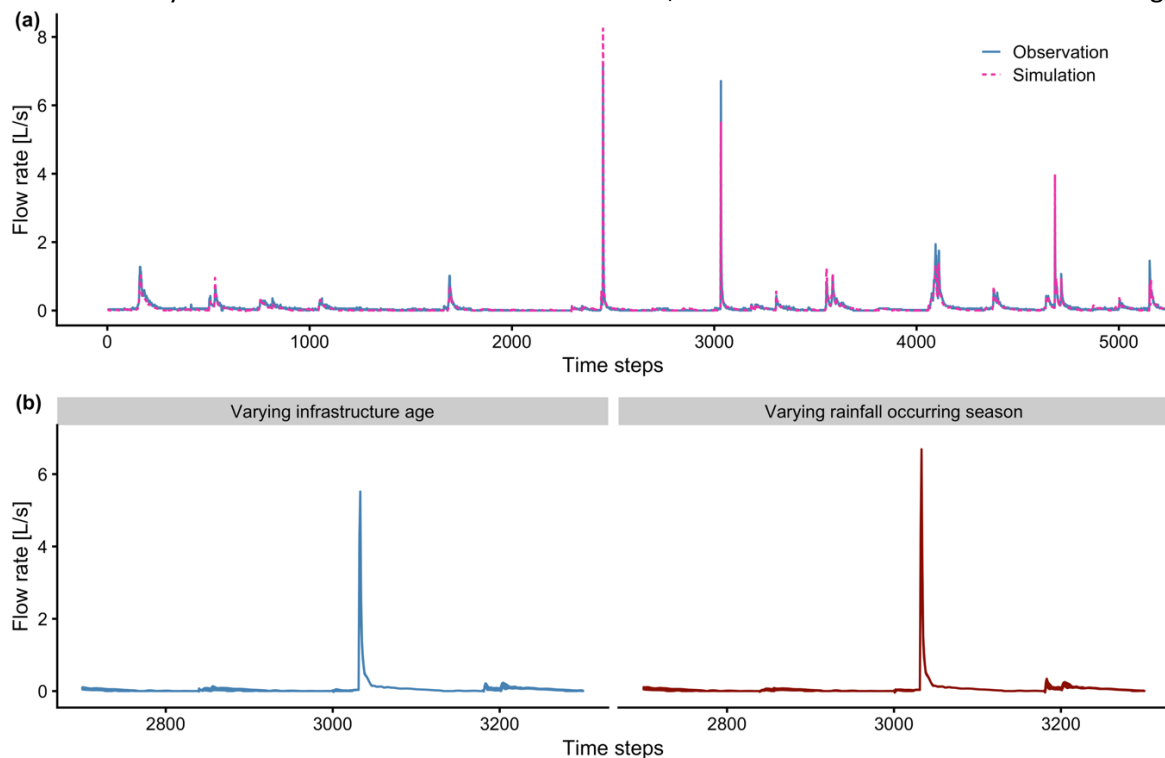 (a)
8
6
4
2
0
Flow rate [L/s]
Observation
Simulation
0 1000 2000 3000 4000 5000
Time steps
(b)
Varying infrastructure age Varying rainfall occurring season
6
4
2
0
Flow rate [L/s]
2800 3000 3200 2800 3000 3200
Time steps